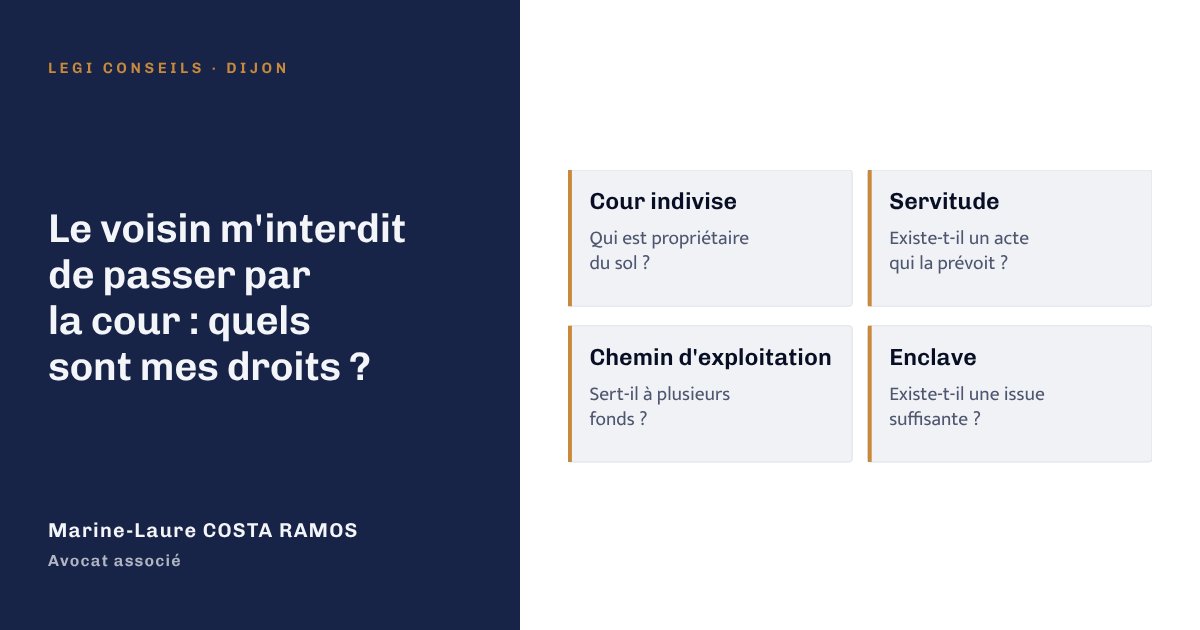 LEGI CONSEILS · DIJON
Le voisin m'interdit
de passer par
la cour : quels
sont mes droits ?
Marine-Laure COSTA RAMOS
Avocat associé
Cour indivise
Qui est propriétaire
du sol ?
Servitude
Existe-t-il un acte
qui la prévoit ?
Chemin d'exploitation
Sert-il à plusieurs
fonds ?
Enclave
Existe-t-il une issue
suffisante ?